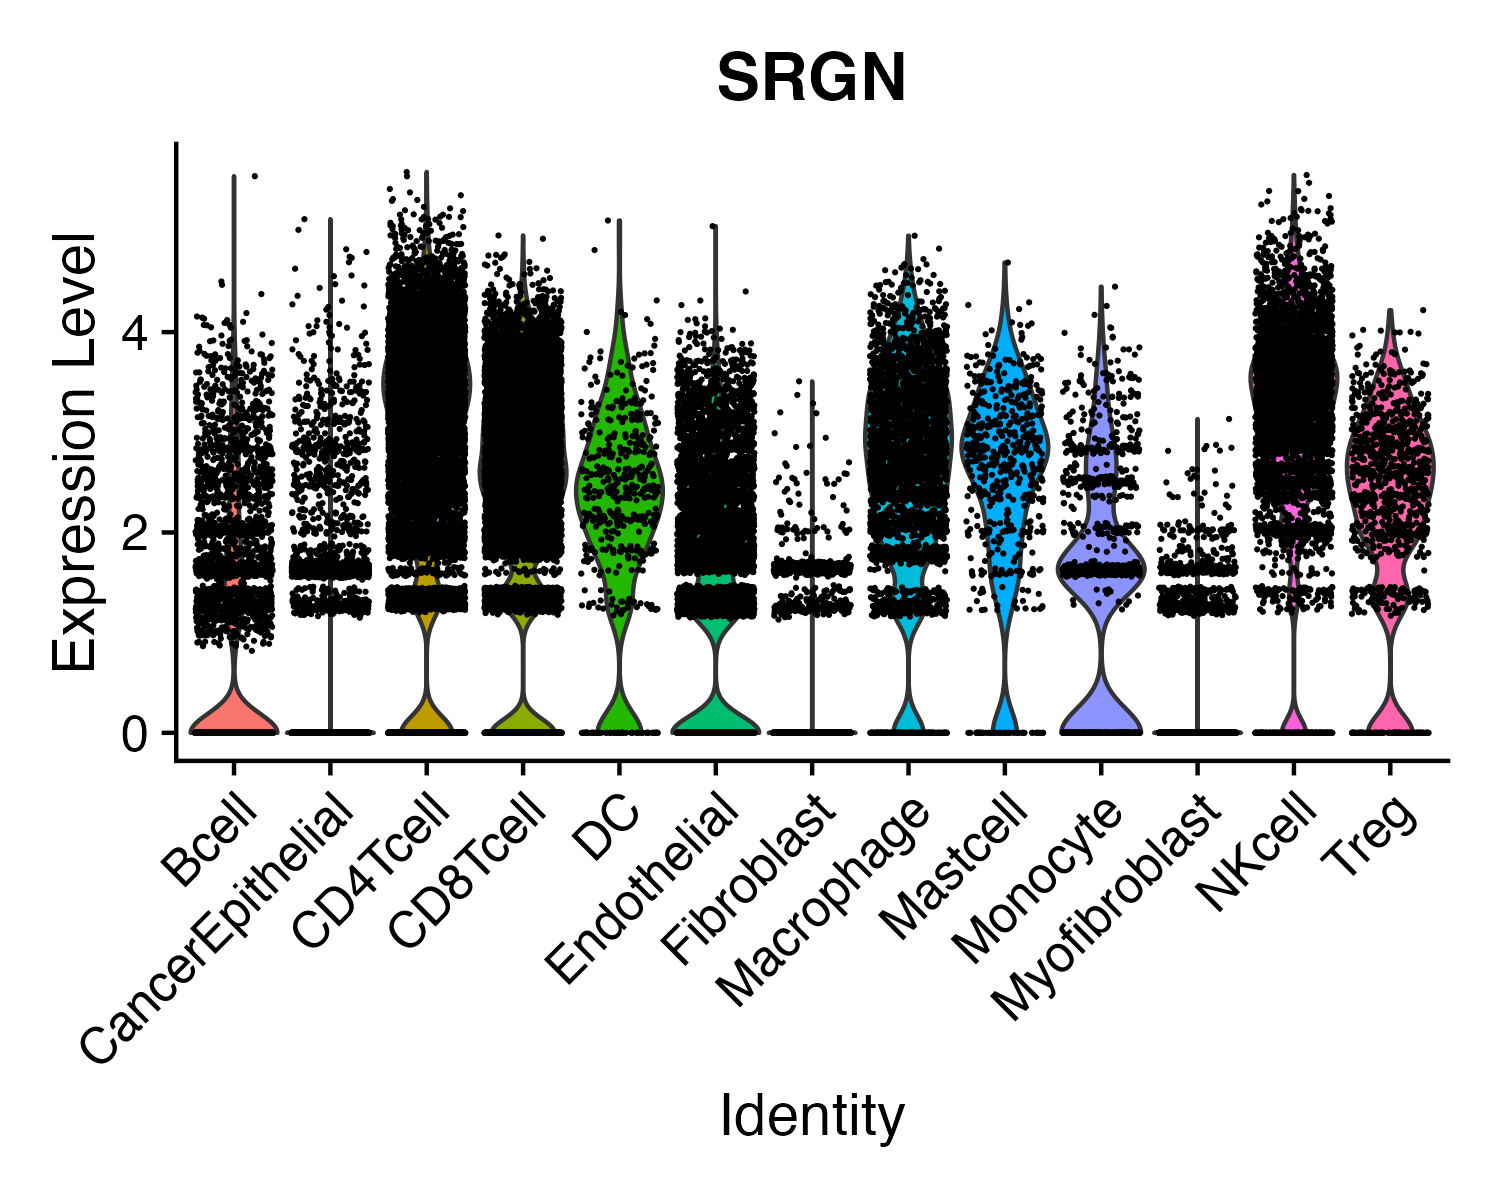 SRGN
Expression Level
4
2
0
Bcell
CancerEpithelial
CD4Tcell
CD8Tcell
DC
Endothelial
Fibroblast
Macrophage
Mastcell
Monocyte
Myofibroblast
NKcell
Treg
Identity